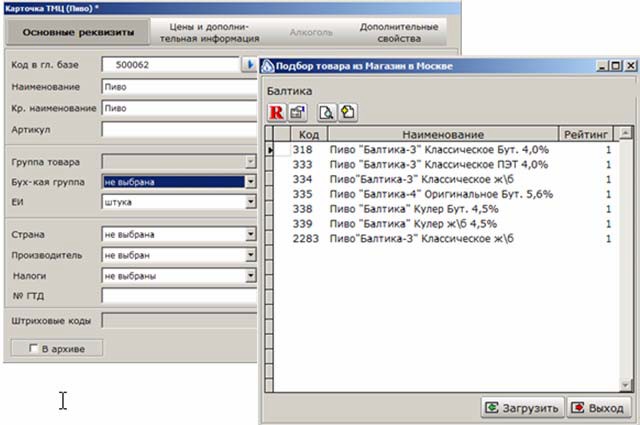 Карточка ТМЦ (Пиво) *
Основные реквизиты
Цены и дополни-
тельная информация
Алкоголь
Дополнительные
свойства
Код в гл. базе 500062
Наименование Пиво
Кр. наименование Пиво
Артикул
Группа товара
Бух-кая группа не выбрана
ЕИ штука
Страна не выбрана
Производитель не выбран
Налоги не выбраны
№ ГТД
Штриховые коды
В архиве
Подбор товара из Магазин в Москве
Балтика
R
Код Наименование Рейтинг
318 Пиво "Балтика-3" Классическое Бут. 4,0% 1
333 Пиво "Балтика-3" Классическое ПЭТ 4,0% 1
334 Пиво"Балтика-3" Классическое ж\б 1
335 Пиво "Балтика-4" Оригинальное Бут. 5,6% 1
338 Пиво "Балтика" Кулер Бут. 4,5% 1
339 Пиво "Балтика" Кулер ж\б 4,5% 1
2283 Пиво"Балтика-3" Классическое ж\б 1
Загрузить Выход